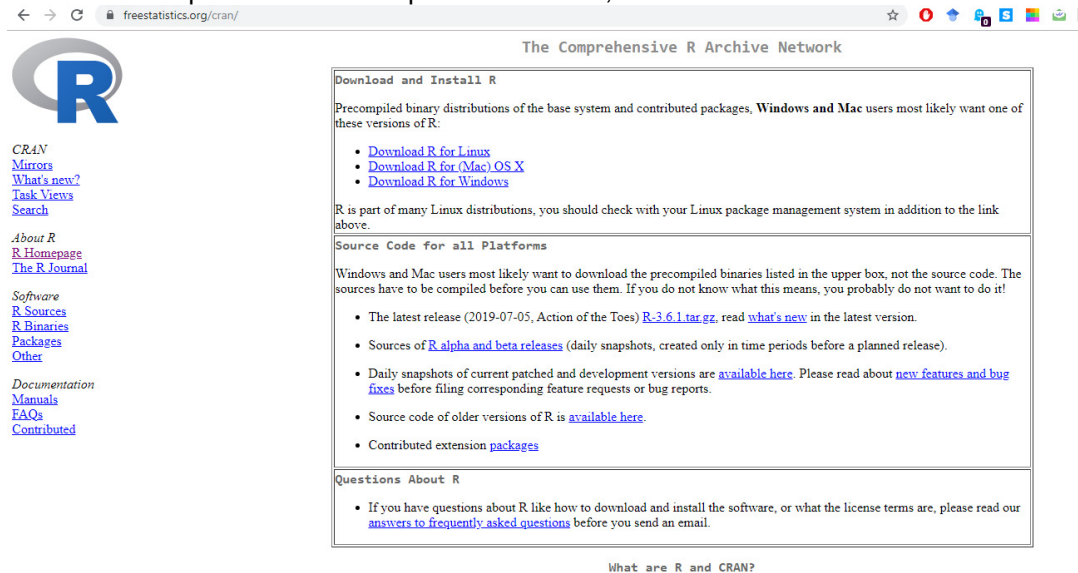 freestatistics.org/cran/
The Comprehensive R Archive Network
R
CRAN
Mirrors
What's new?
Task Views
Search
About R
R Homepage
The R Journal
Software
R Sources
R Binaries
Packages
Other
Documentation
Manuals
FAQs
Contributed
Download and Install R
Precompiled binary distributions of the base system and contributed packages, Windows and Mac users most likely want one of
these versions of R:
• Download R for Linux
• Download R for (Mac) OS X
• Download R for Windows
R is part of many Linux distributions, you should check with your Linux package management system in addition to the link
above.
Source Code for all Platforms
Windows and Mac users most likely want to download the precompiled binaries listed in the upper box, not the source code. The
sources have to be compiled before you can use them. If you do not know what this means, you probably do not want to do it!
• The latest release (2019-07-05, Action of the Toes) R-3.6.1.tar.gz, read what's new in the latest version.
• Sources of R alpha and beta releases (daily snapshots, created only in time periods before a planned release).
• Daily snapshots of current patched and development versions are available here. Please read about new features and bug
fixes before filing corresponding feature requests or bug reports.
• Source code of older versions of R is available here.
• Contributed extension packages
Questions About R
• If you have questions about R like how to download and install the software, or what the license terms are, please read our
answers to frequently asked questions before you send an email.
What are R and CRAN?